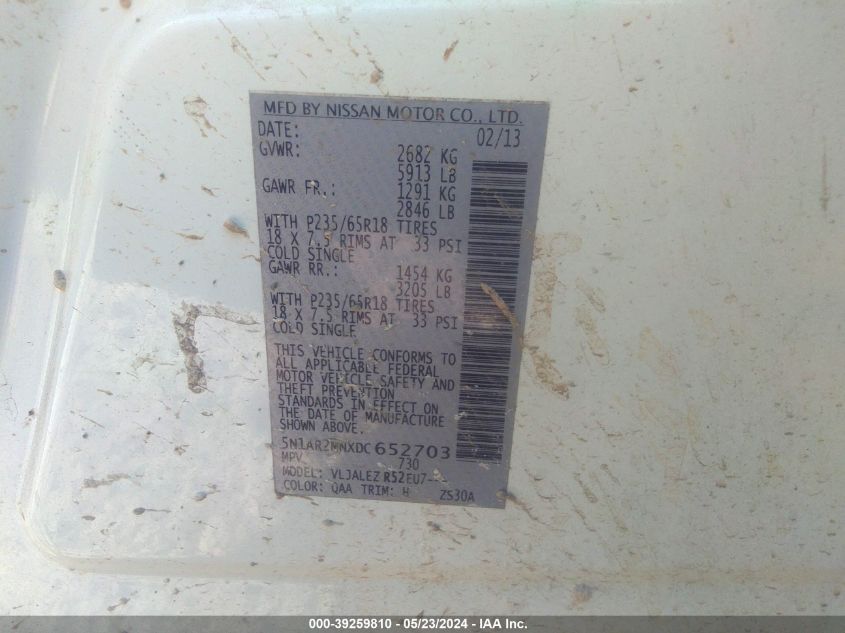 MFD BY NISSAN MOTOR CO., LTD.
DATE: 02/13
GVWR: 2682 KG
5913 LB
GAWR FR.: 1291 KG
2846 LB
WITH P235/65R18 TIRES
18 X 7.5 RIMS AT 33 PSI
COLD SINGLE
GAWR RR.: 1454 KG
3205 LB
WITH P235/65R18 TIRES
18 X 7.5 RIMS AT 33 PSI
COLD SINGLE
THIS VEHICLE CONFORMS TO
ALL APPLICABLE FEDERAL
MOTOR VEHICLE SAFETY AND
THEFT PREVENTION
STANDARDS IN EFFECT ON
THE DATE OF MANUFACTURE
SHOWN ABOVE.
5N1AR2MNXDC652703
MPV 730
MODEL: VLJALEZ R52EU7---
COLOR: QAA TRIM: H ZS30A
000-39259810 - 05/23/2024 - IAA Inc.